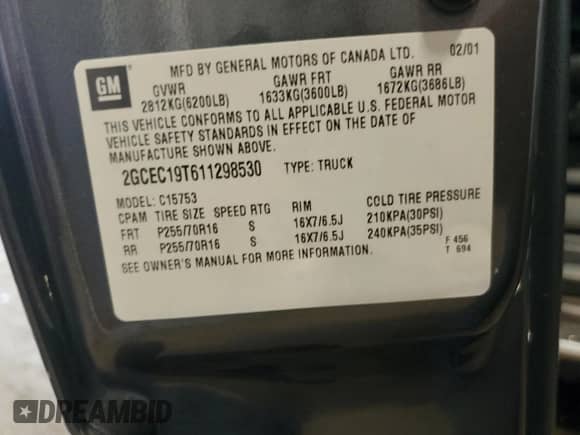 GM
MFD BY GENERAL MOTORS OF CANADA LTD. 02/01
GVWR GAWR FRT GAWR RR
2812KG(6200LB) 1633KG(3600LB) 1672KG(3686LB)
THIS VEHICLE CONFORMS TO ALL APPLICABLE U.S. FEDERAL MOTOR
VEHICLE SAFETY STANDARDS IN EFFECT ON THE DATE OF
MANUFACTURE SHOWN ABOVE.
2GCEC19T611298530 TYPE: TRUCK
MODEL: C15753
CPAM TIRE SIZE SPEED RTG RIM COLD TIRE PRESSURE
FRT P255/70R16 S 16X7/6.5J 210KPA(30PSI)
RR P255/70R16 S 16X7/6.5J 240KPA(35PSI)
SEE OWNER'S MANUAL FOR MORE INFORMATION. F 456
T 694
DREAMBID